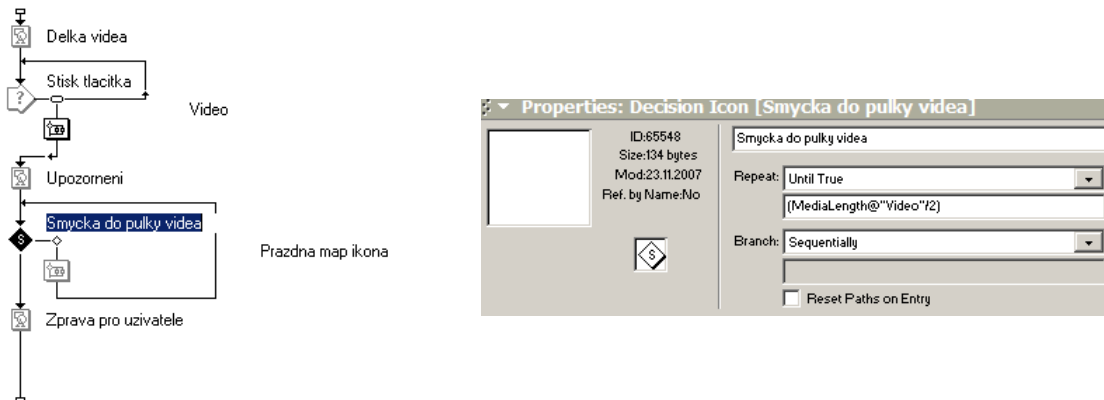 Delka videa
Stisk tlacitka
?
Video
Upozorneni
Smycka do pulky videa
S
Prazdna map ikona
Zprava pro uzivatele
Properties: Decision Icon [Smycka do pulky videa]
ID:65548
Size:134 bytes
Mod:23.11.2007
Ref. by Name:No
S
Smycka do pulky videa
Repeat: Until True
(MediaLength@"Video"/2)
Branch: Sequentially
Reset Paths on Entry